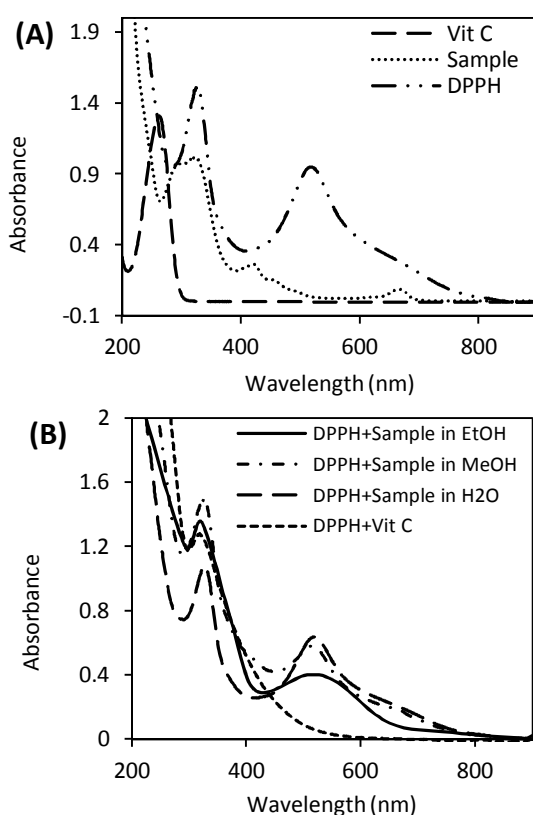 (A)
1.9
1.4
0.9
0.4
-0.1
Absorbance
Vit C
Sample
DPPH
200 400 600 800
Wavelength (nm)
(B)
2
1.6
1.2
0.8
0.4
0
Absorbance
DPPH+Sample in EtOH
DPPH+Sample in MeOH
DPPH+Sample in H2O
DPPH+Vit C
200 400 600 800
Wavelength (nm)